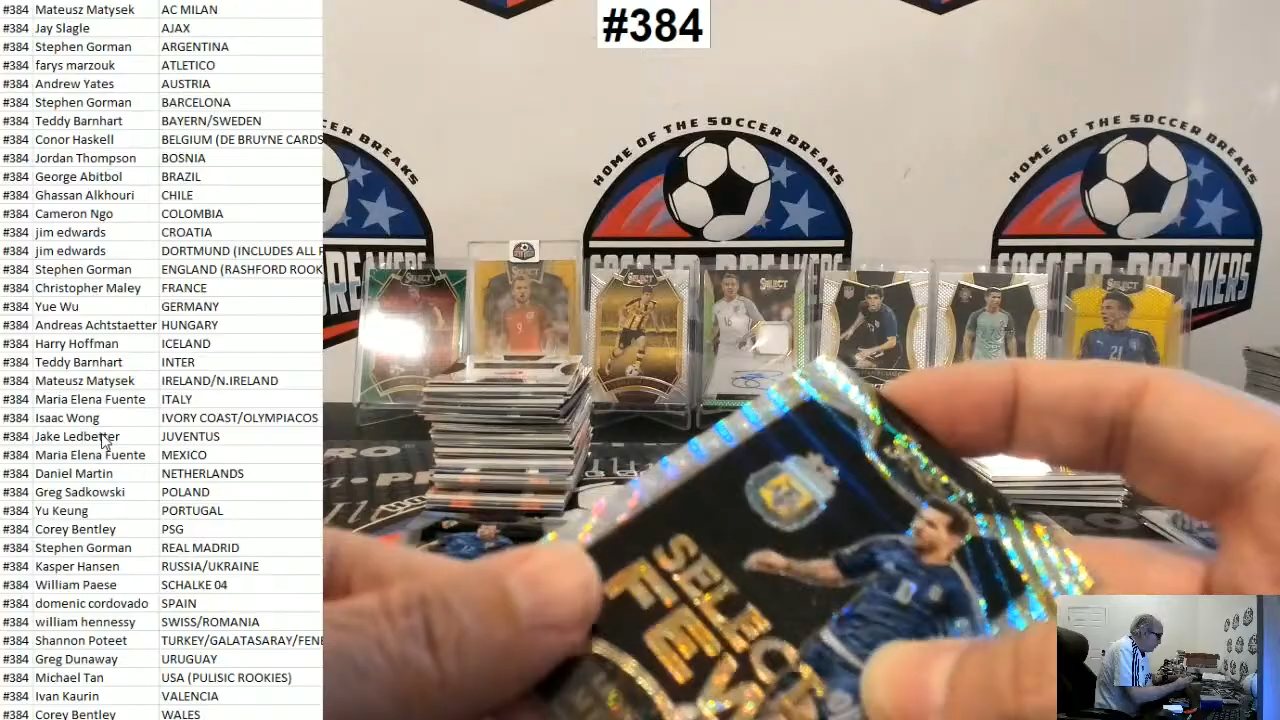 #384 Mateusz Matysek AC MILAN
#384 Jay Slagle AJAX
#384 Stephen Gorman ARGENTINA
#384 farys marzouk ATLETICO
#384 Andrew Yates AUSTRIA
#384 Stephen Gorman BARCELONA
#384 Teddy Barnhart BAYERN/SWEDEN
#384 Conor Haskell BELGIUM (DE BRUYNE CARDS
#384 Jordan Thompson BOSNIA
#384 George Abitbol BRAZIL
#384 Ghassan Alkhouri CHILE
#384 Cameron Ngo COLOMBIA
#384 jim edwards CROATIA
#384 jim edwards DORTMUND (INCLUDES ALL
#384 Stephen Gorman ENGLAND (RASHFORD ROOK
#384 Christopher Maley FRANCE
#384 Yue Wu GERMANY
#384 Andreas Achtstaetter HUNGARY
#384 Harry Hoffman ICELAND
#384 Teddy Barnhart INTER
#384 Mateusz Matysek IRELAND/N.IRELAND
#384 Maria Elena Fuente ITALY
#384 Isaac Wong IVORY COAST/OLYMPIACOS
#384 Jake Ledbetter JUVENTUS
#384 Maria Elena Fuente MEXICO
#384 Daniel Martin NETHERLANDS
#384 Greg Sadkowski POLAND
#384 Yu Keung PORTUGAL
#384 Corey Bentley PSG
#384 Stephen Gorman REAL MADRID
#384 Kasper Hansen RUSSIA/UKRAINE
#384 William Paese SCHALKE 04
#384 domenic cordovado SPAIN
#384 william hennessy SWISS/ROMANIA
#384 Shannon Poteet TURKEY/GALATASARAY/FENE
#384 Greg Dunaway URUGUAY
#384 Michael Tan USA (PULISIC ROOKIES)
#384 Ivan Kaurin VALENCIA
#384 Corey Bentley WALES
#384
HOME OF THE SOCCER BREAKS
HOME OF THE SOCCER BREAKS
BREAKERS
SELECT
SELECT
SELECT
9
16
21
SELECT
FEW